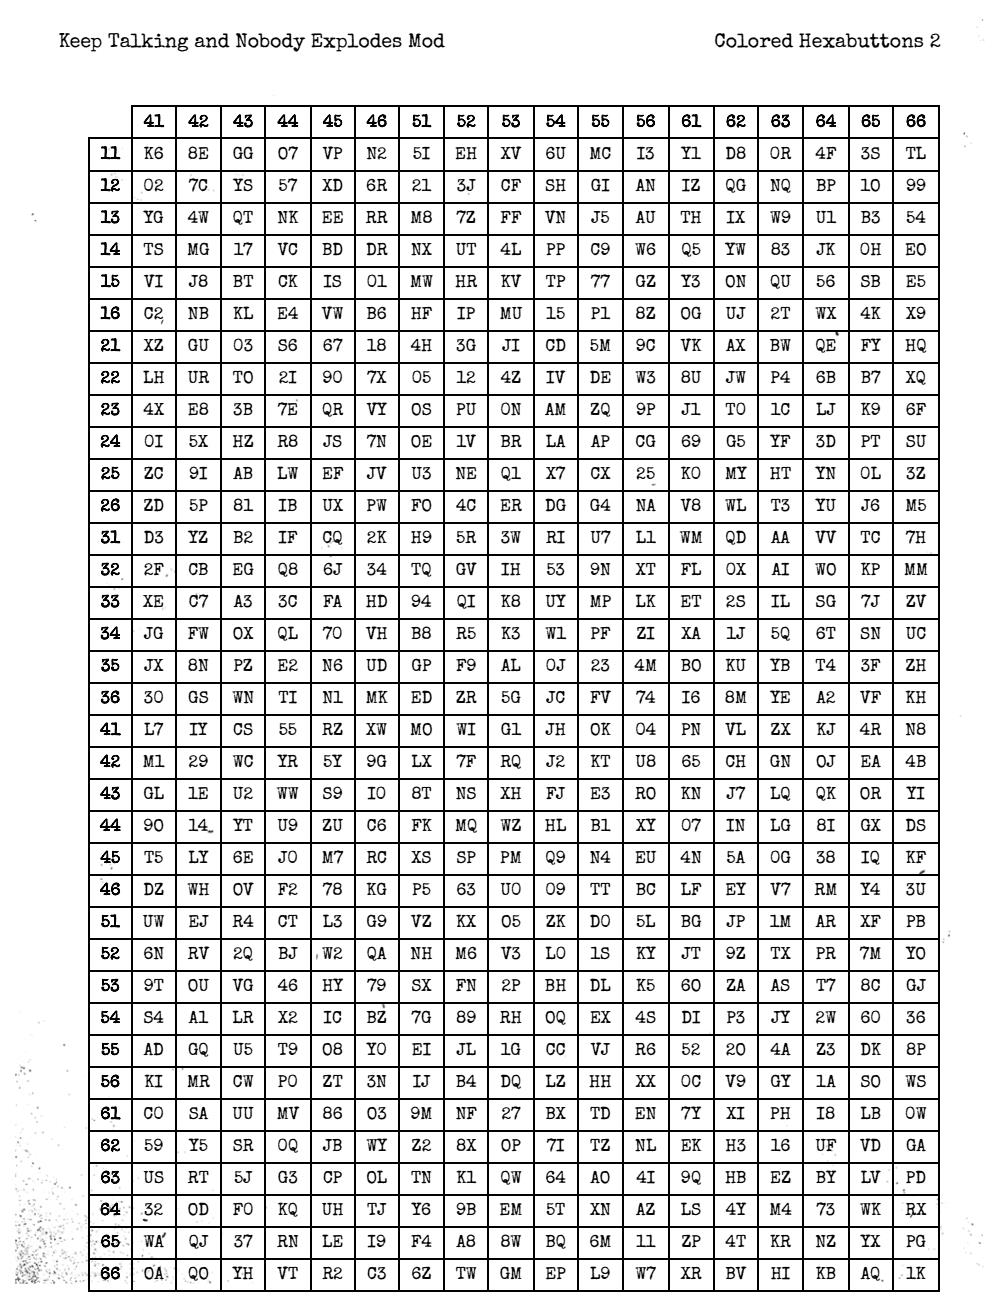 Keep Talking and Nobody Explodes Mod Colored Hexabuttons 2
41 42 43 44 45 46 51 52 53 54 55 56 61 62 63 64 65 66
11 K6 8E GG 07 VP N2 5I EH XV 6U MC I3 Y1 D8 0R 4F 3S TL
12 02 7C YS 57 XD 6R 21 3J CF SH GI AN IZ QG NQ BP 10 99
13 YG 4W QT NK EE RR M8 7Z FF VN J5 AU TH IX W9 U1 B3 54
14 TS MG 17 VC BD DR NX UT 4L PP C9 W6 Q5 YW 83 JK OH EO
15 VI J8 BT CK IS 01 MW HR KV TP 77 GZ Y3 ON QU 56 SB E5
16 C2 NB KL E4 VW B6 HF IP MU 15 P1 8Z OG UJ 2T WX 4K X9
21 XZ GU 03 S6 67 18 4H 3G JI CD 5M 9C VK AX BW QE FY HQ
22 LH UR TO 2I 90 7X 05 12 4Z IV DE W3 8U JW P4 6B B7 XQ
23 4X E8 3B 7E QR VY OS PU 0N AM ZQ 9P J1 T0 1C LJ K9 6F
24 0I 5X HZ R8 JS 7N OE 1V BR LA AP CG 69 G5 YF 3D PT SU
25 ZC 9I AB LW EF JV U3 NE Q1 X7 CX 25 K0 MY HT YN 0L 3Z
26 ZD 5P 81 IB UX PW FO 4C ER DG G4 NA V8 WL T3 YU J6 M5
31 D3 YZ B2 IF CQ 2K H9 5R 3W RI U7 L1 WM QD AA VV TC 7H
32 2F CB EG Q8 6J 34 TQ GV IH 53 9N XT FL 0X AI WO KP MM
33 XE C7 A3 3C FA HD 94 QI K8 UY MP LK ET 2S IL SG 7J ZV
34 JG FW OX QL 70 VH B8 R5 K3 W1 PF ZI XA 1J 5Q 6T SN UC
35 JX 8N PZ E2 N6 UD GP F9 AL 0J 23 4M BO KU YB T4 3F ZH
36 30 GS WN TI N1 MK ED ZR 5G JC FV 74 I6 8M YE A2 VF KH
41 L7 IY CS 55 RZ XW MO WI G1 JH OK 04 PN VL ZX KJ 4R N8
42 M1 29 WC YR 5Y 9G LX 7F RQ J2 KT U8 65 CH GN OJ EA 4B
43 GL 1E U2 WW S9 I0 8T NS XH FJ E3 RO KN J7 LQ QK OR YI
44 90 14 YT U9 ZU C6 FK MQ WZ HL B1 XY 07 IN LG 8I GX DS
45 T5 LY 6E JO M7 RC XS SP PM Q9 N4 EU 4N 5A 0G 38 IQ KF
46 DZ WH OV F2 78 KG P5 63 UO 09 TT BC LF EY V7 RM Y4 3U
51 UW EJ R4 CT L3 G9 VZ KX 05 ZK DO 5L BG JP 1M AR XF PB
52 6N RV 2Q BJ W2 QA NH M6 V3 LO 1S KY JT 9Z TX PR 7M YO
53 9T OU VG 46 HY 79 SX FN 2P BH DL K5 60 ZA AS T7 8C GJ
54 S4 A1 LR X2 IC BZ 7G 89 RH OQ EX 4S DI P3 JY 2W 60 36
55 AD GQ U5 T9 08 Y0 EI JL 1G CC VJ R6 52 20 4A Z3 DK 8P
56 KI MR CW PO ZT 3N IJ B4 DQ LZ HH XX OC V9 GY 1A SO WS
61 CO SA UU MV 86 03 9M NF 27 BX TD EN 7Y XI PH I8 LB OW
62 59 Y5 SR 0Q JB WY Z2 8X OP 7I TZ NL EK H3 16 UF VD GA
63 US RT 5J G3 CP OL TN K1 QW 64 AO 4I 9Q HB EZ BY LV PD
64 32 OD F0 KQ UH TJ Y6 9B EM 5T XN AZ LS 4Y M4 73 WK RX
65 WA QJ 37 RN LE I9 F4 A8 8W BQ 6M 11 ZP 4T KR NZ YX PG
66 0A QO YH VT R2 C3 6Z TW GM EP L9 W7 XR BV HI KB AQ 1K